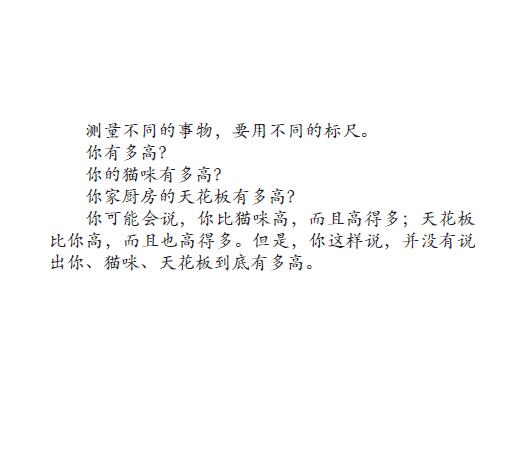 测量不同的事物，要用不同的标尺。
你有多高？
你的猫咪有多高？
你家厨房的天花板有多高？
你可能会说，你比猫咪高，而且高得多；天花板
比你高，而且也高得多。但是，你这样说，并没有说
出你、猫咪、天花板到底有多高。